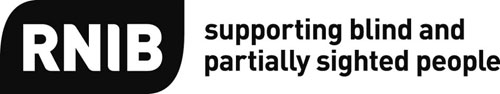 RNIB
supporting blind and
partially sighted people